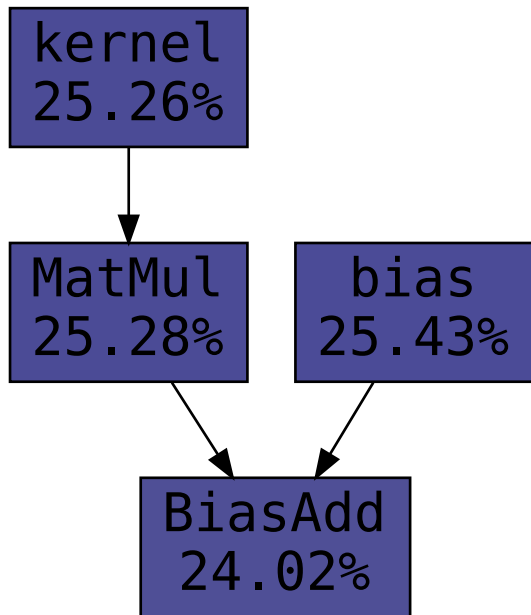 kernel
25.26%
MatMul
25.28%
bias
25.43%
BiasAdd
24.02%